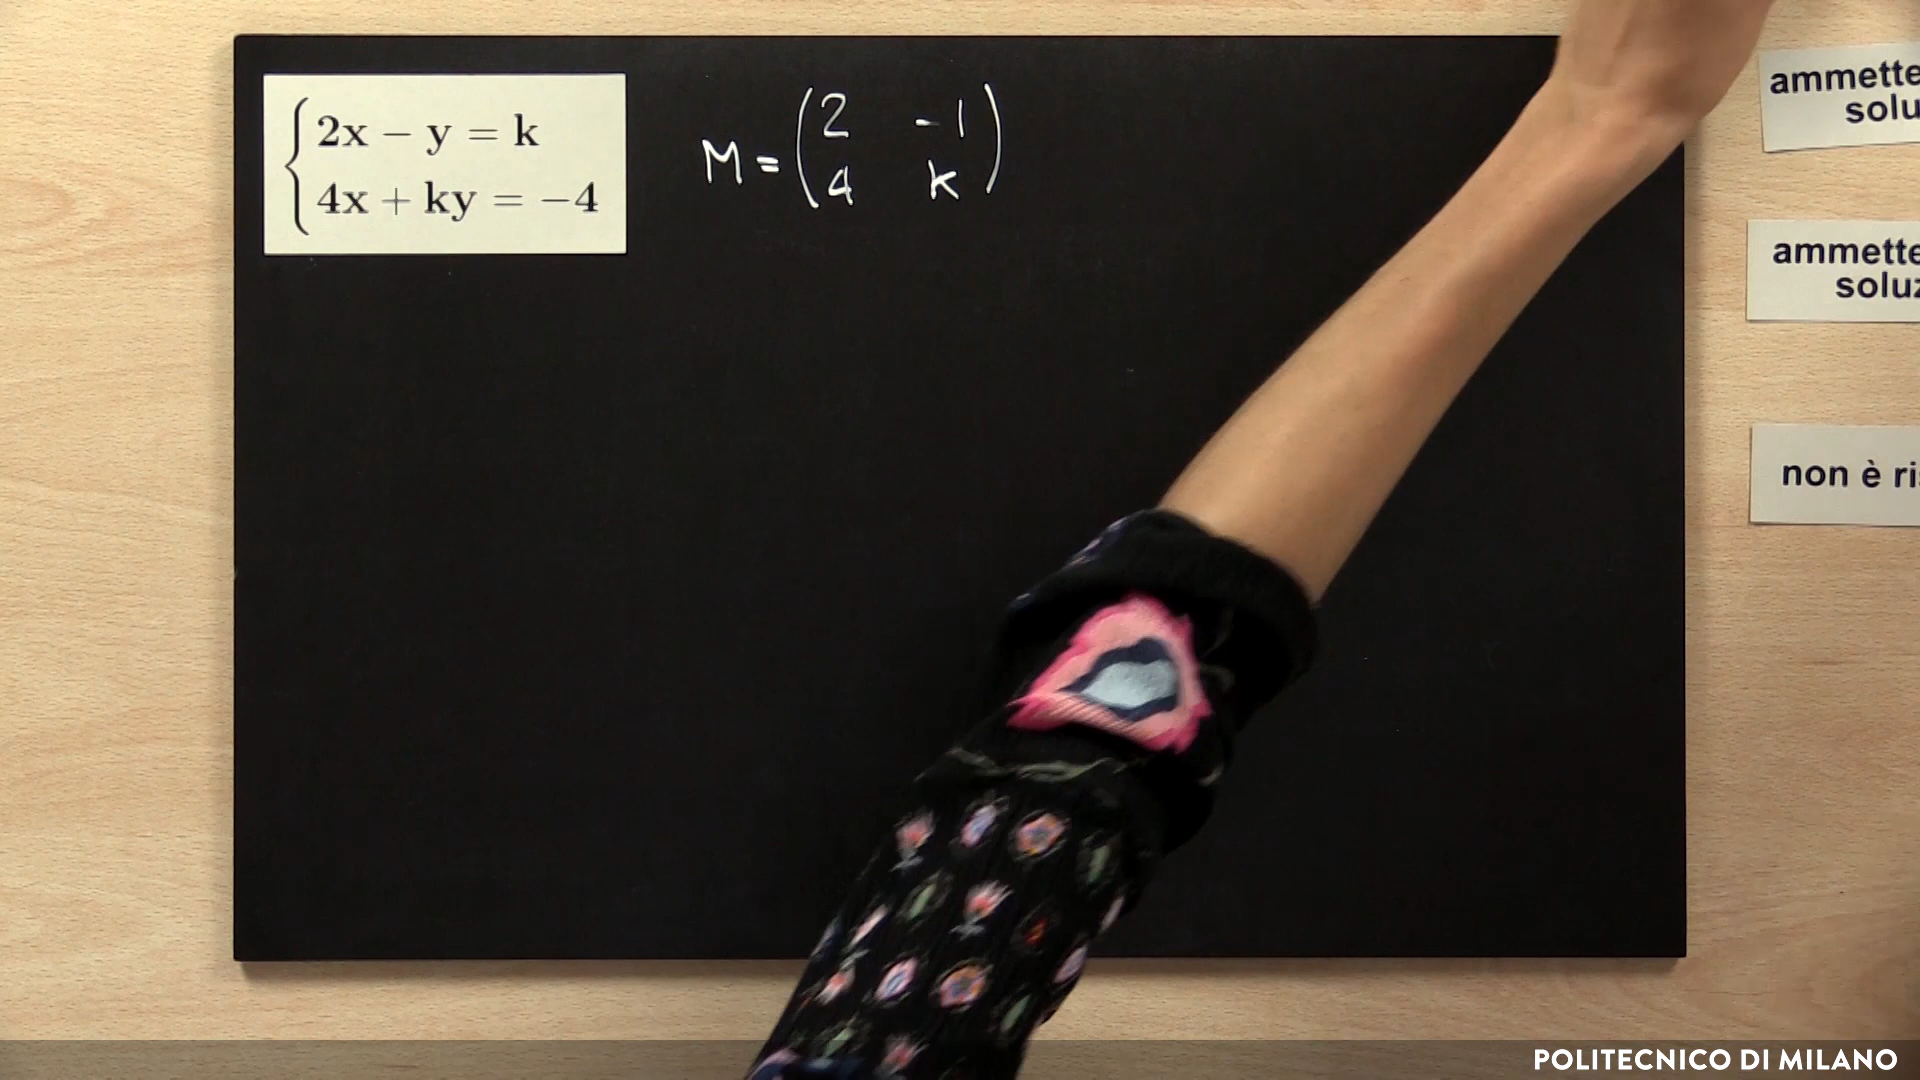 2x − y = k
4x + ky = −4
M = (2 -1
4 k)
ammette
solu
ammette
soluz
non è ri
POLITECNICO DI MILANO